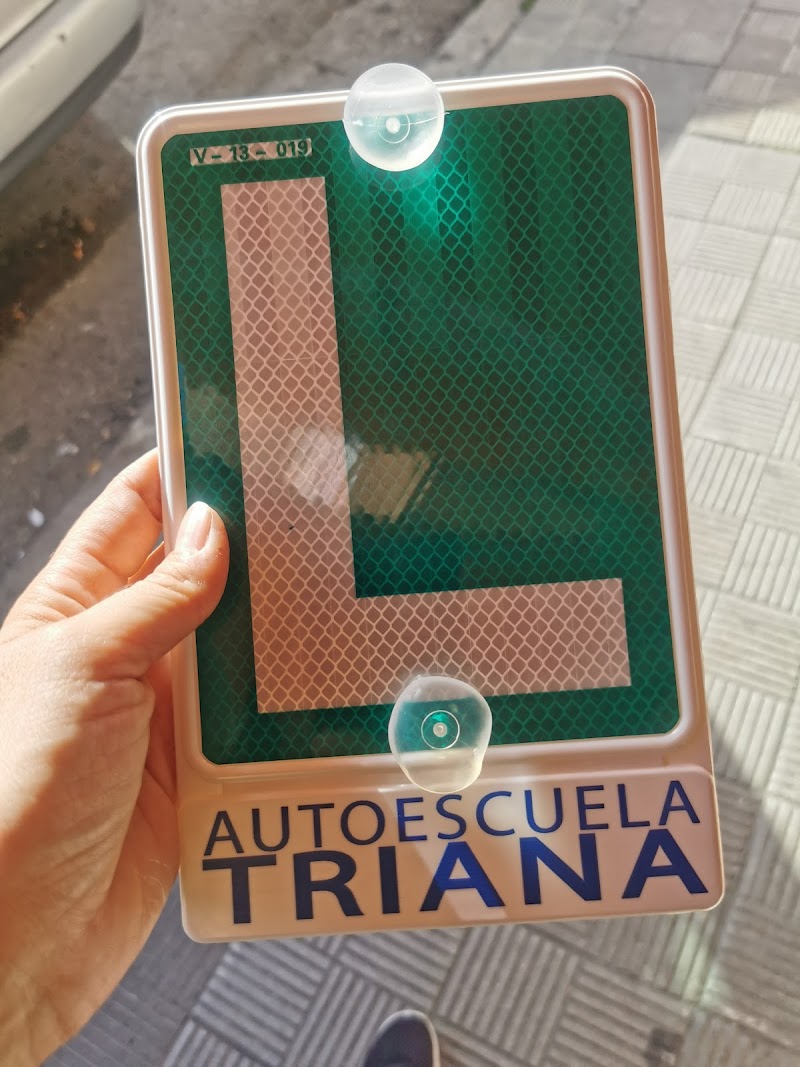 V - 13 - 019
L
AUTOESCUELA
TRIANA